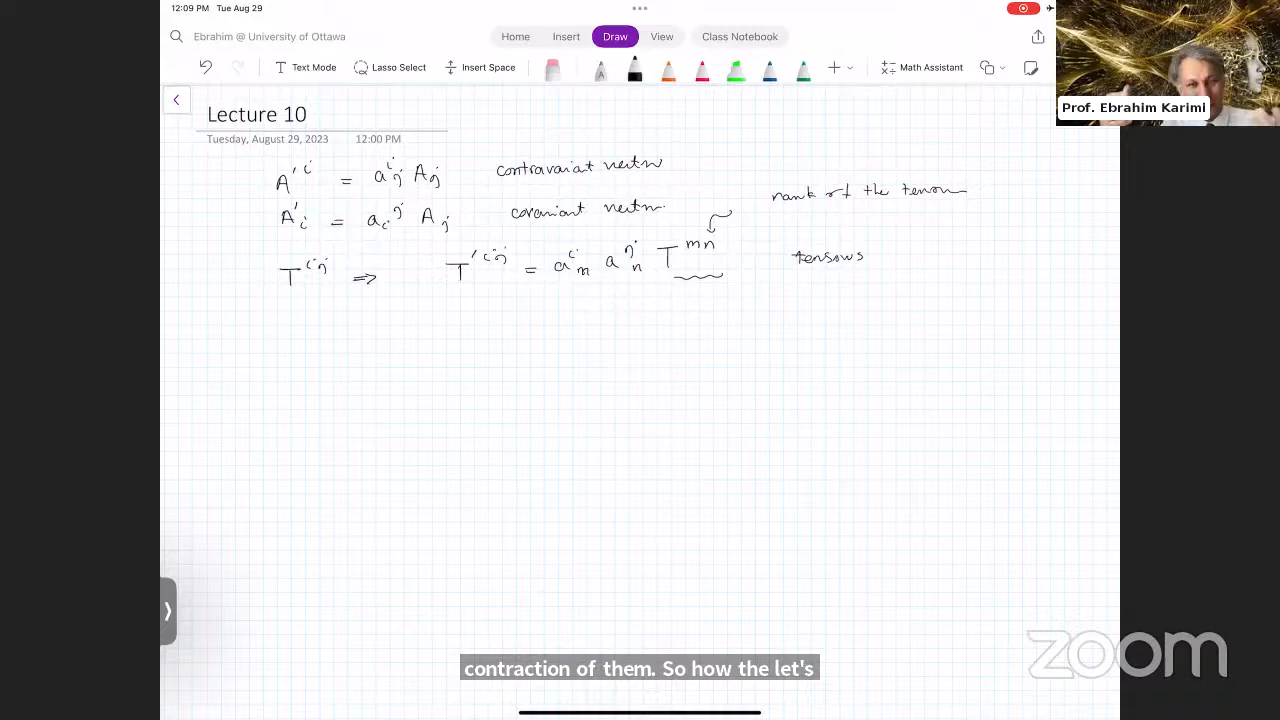 12:09 PM Tue Aug 29
Ebrahim @ University of Ottawa
Home Insert Draw View Class Notebook
Text Mode Lasso Select Insert Space Math Assistant
Prof. Ebrahim Karimi
Lecture 10
Tuesday, August 29, 2023 12:00 PM
A'^i = a^i_j A_j contravariant vector
A'_i = a_i^j A_j covariant vector
rank of the tensor
T^ij ⇒ T'^ij = a^i_m a^j_n T^mn tensors
contraction of them. So how the let's
zoom